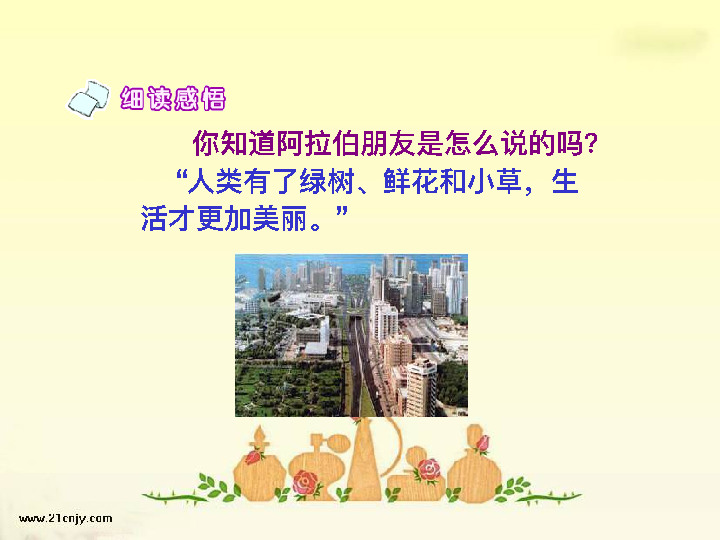 细读感悟
你知道阿拉伯朋友是怎么说的吗？
“人类有了绿树、鲜花和小草，生
活才更加美丽。”
www.21cnjy.com